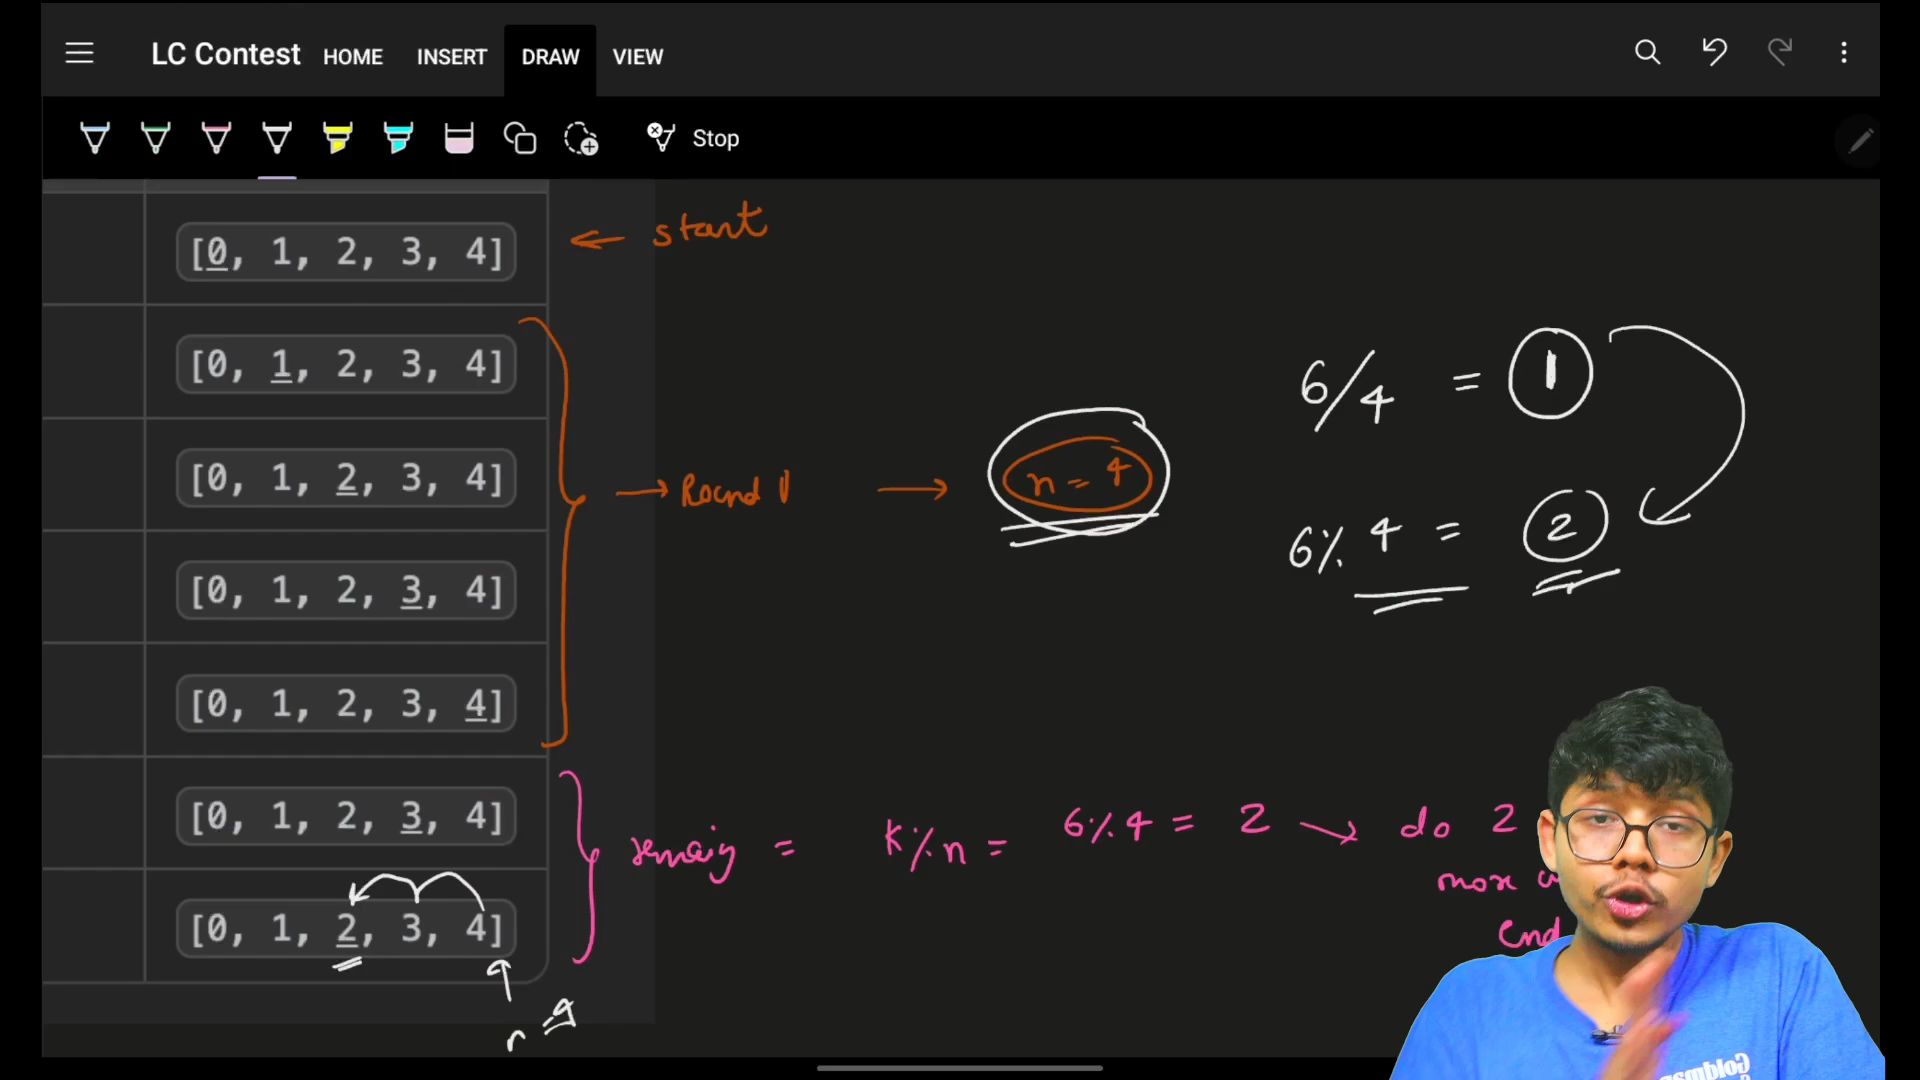 LC Contest HOME INSERT DRAW VIEW
Stop
[0, 1, 2, 3, 4]
← start
[0, 1, 2, 3, 4]
6/4 = 1
[0, 1, 2, 3, 4]
→ Round 1 → n = 4
6% 4 = 2
[0, 1, 2, 3, 4]
[0, 1, 2, 3, 4]
[0, 1, 2, 3, 4]
= k%n = 6%4 = 2 → do 2
more
end
[0, 1, 2, 3, 4]